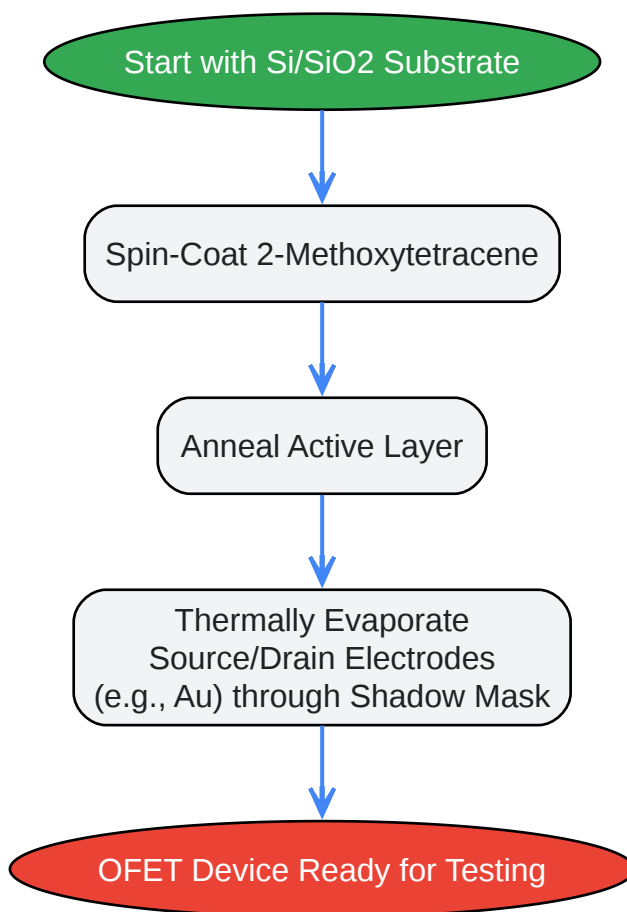 Start with Si/SiO2 Substrate
Spin-Coat 2-Methoxytetracene
Anneal Active Layer
Thermally Evaporate
Source/Drain Electrodes
(e.g., Au) through Shadow Mask
OFET Device Ready for Testing